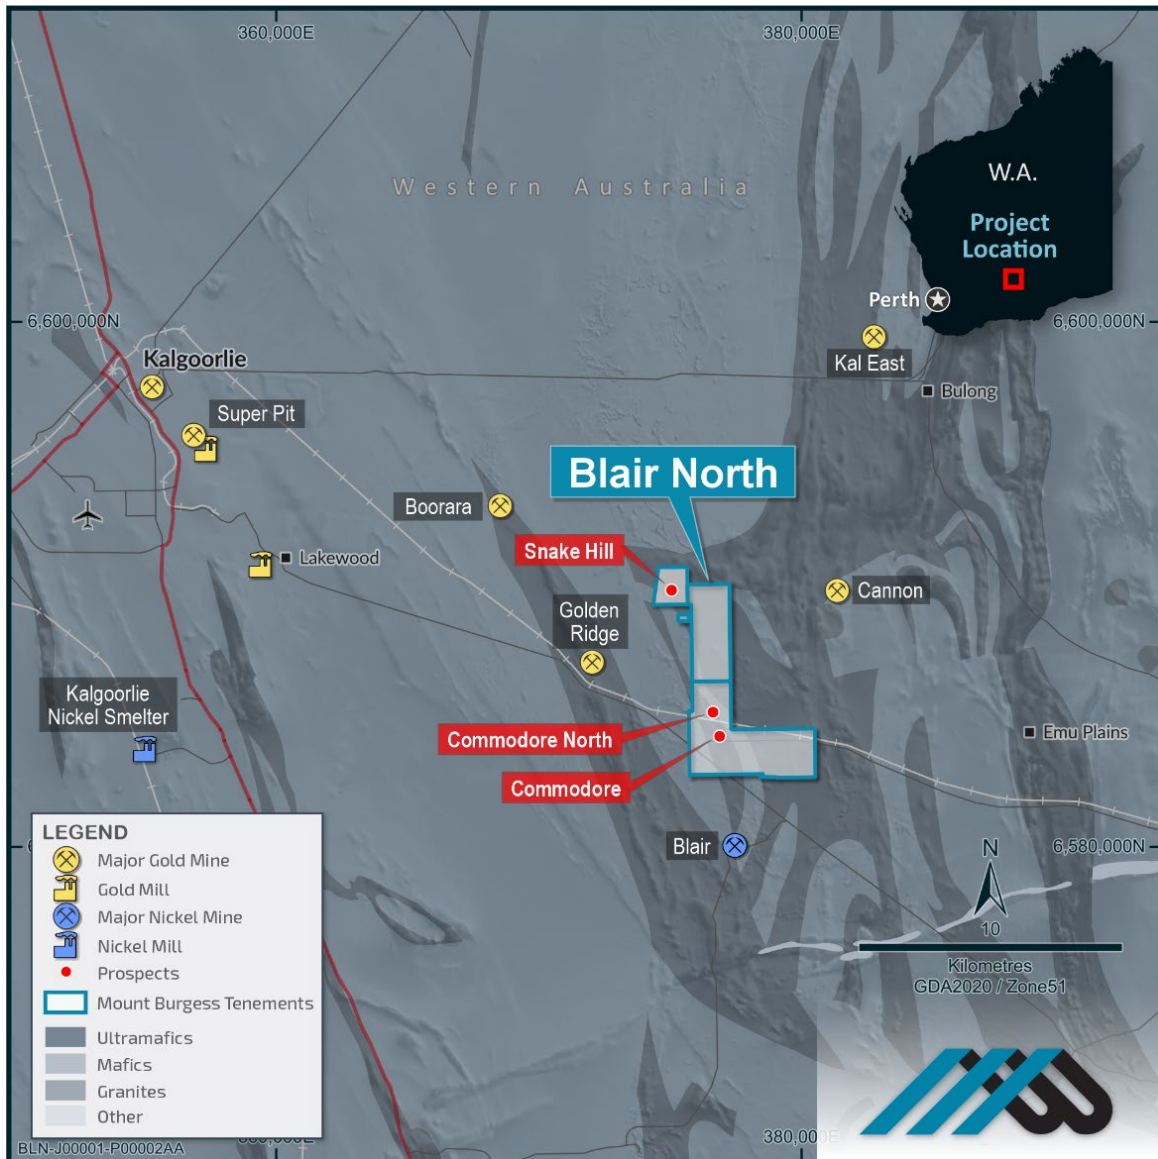 360,000E
380,000E
Western Australia
W.A.
Project
Location
Perth
6,600,000N
6,600,000N
Kalgoorlie
Kal East
Bulong
Super Pit
Blair North
Boorara
Snake Hill
Lakewood
Cannon
Golden
Ridge
Kalgoorlie
Nickel Smelter
Commodore North
Emu Plains
Commodore
Blair
6,580,000N
N
10
Kilometres
GDA2020 / Zone51
LEGEND
Major Gold Mine
Gold Mill
Major Nickel Mine
Nickel Mill
Prospects
Mount Burgess Tenements
Ultramafics
Mafics
Granites
Other
BLN-J00001-P00002AA
380,000E